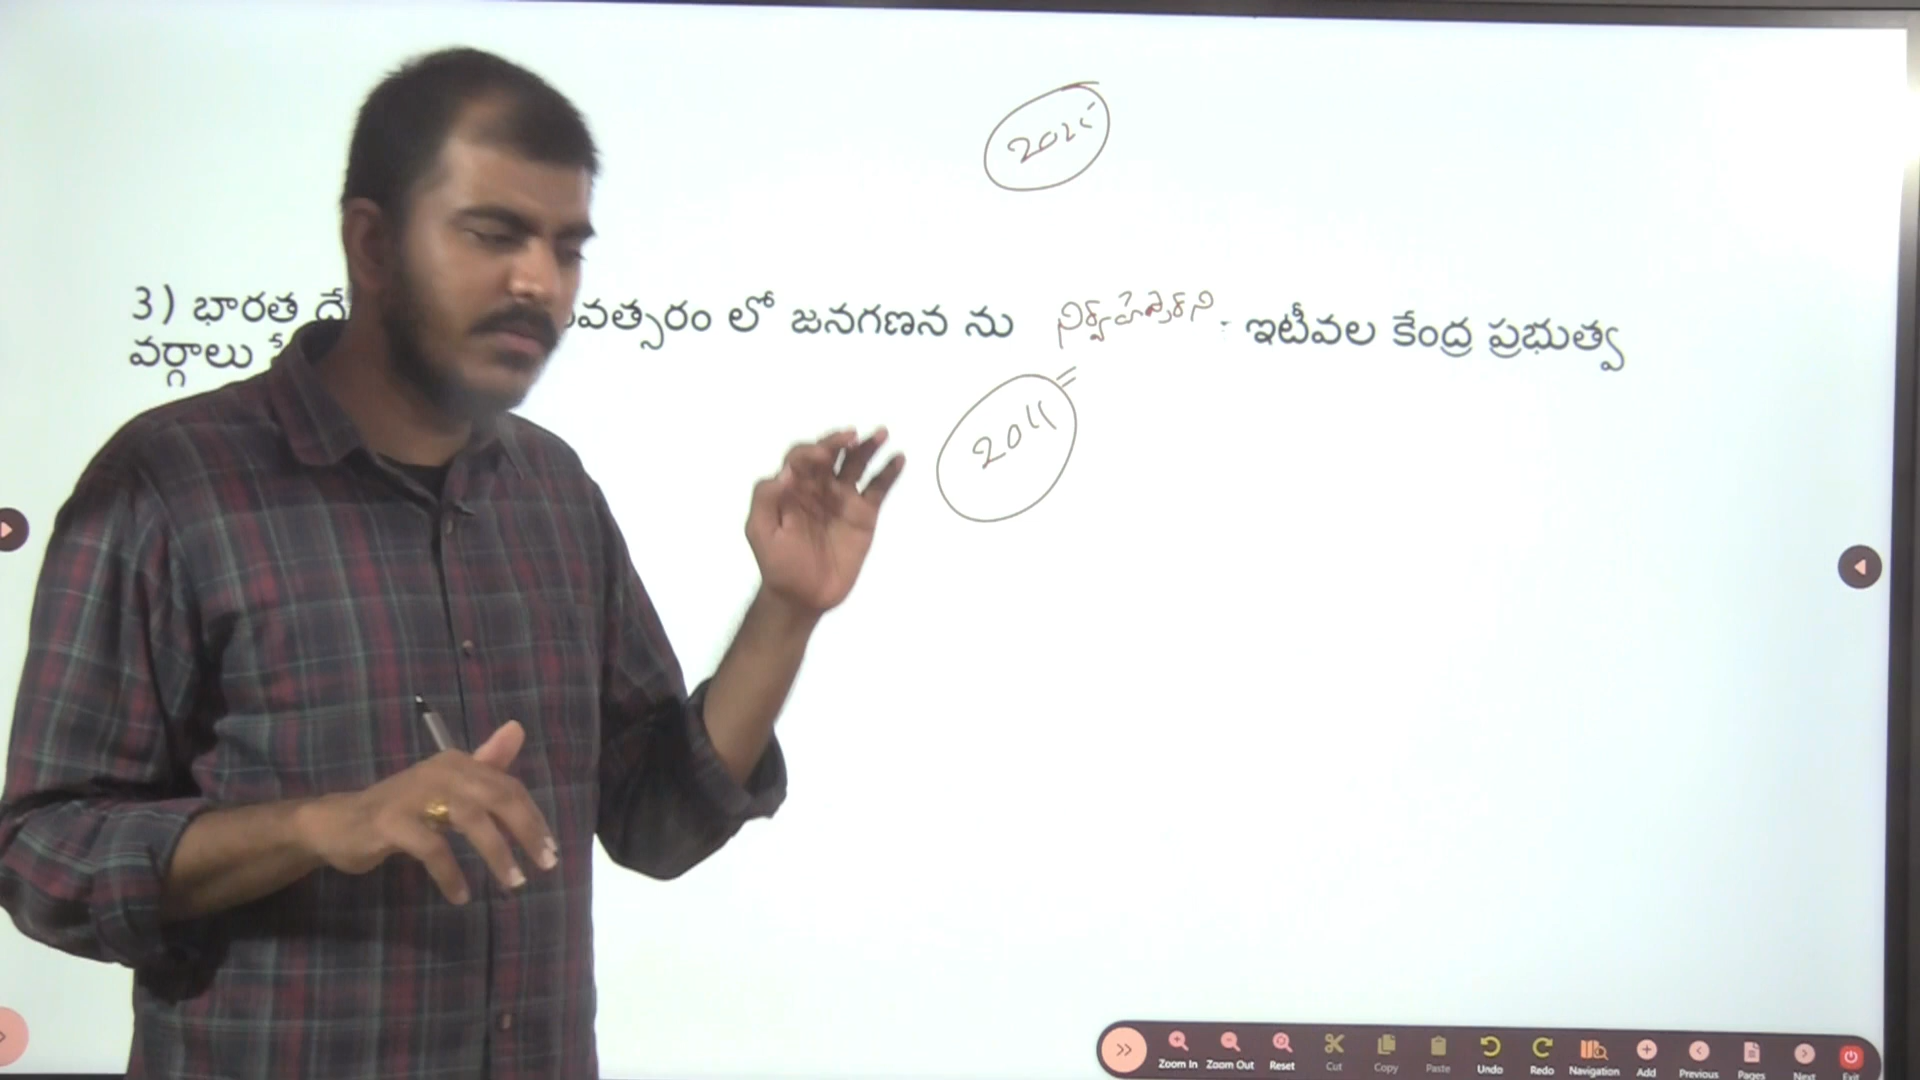 3) భారత వత్సరం లో జనగణన ను నిర్వహిస్తారని ఇటీవల కేంద్ర ప్రభుత్వ
వర్గాలు
2011
Zoom In Zoom Out Reset Cut Copy Paste Undo Redo Navigation Add Previous Pages Next Exit